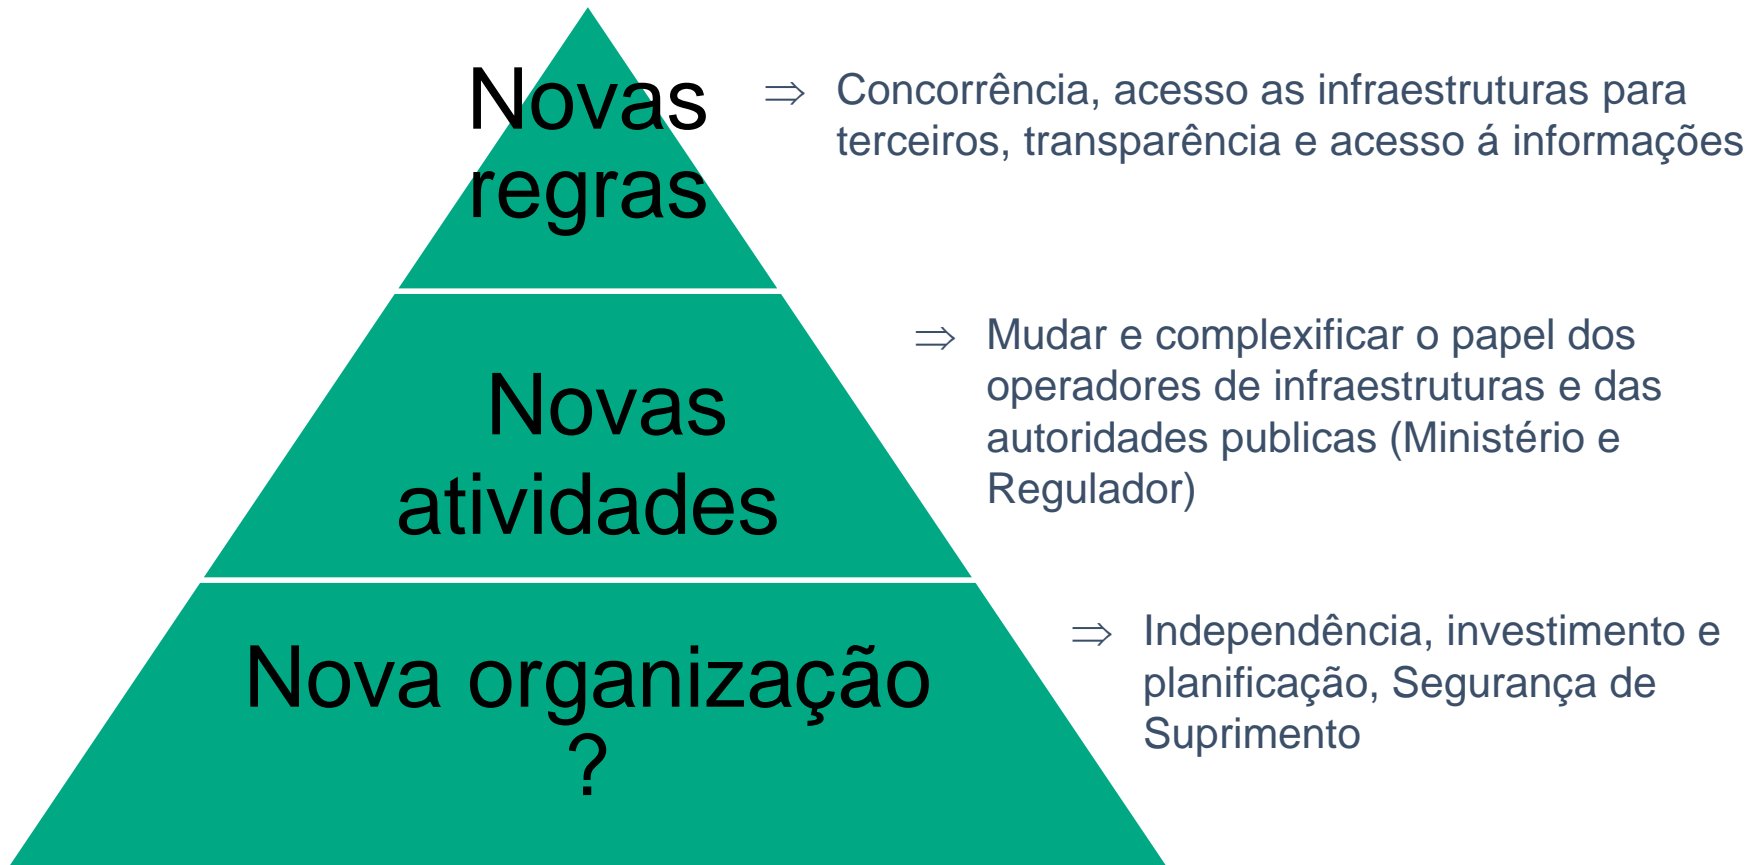 Novas
regras
⇒ Concorrência, acesso as infraestruturas para
terceiros, transparência e acesso á informações
Novas
atividades
⇒ Mudar e complexificar o papel dos
operadores de infraestruturas e das
autoridades publicas (Ministério e
Regulador)
Nova organização
?
⇒ Independência, investimento e
planificação, Segurança de
Suprimento